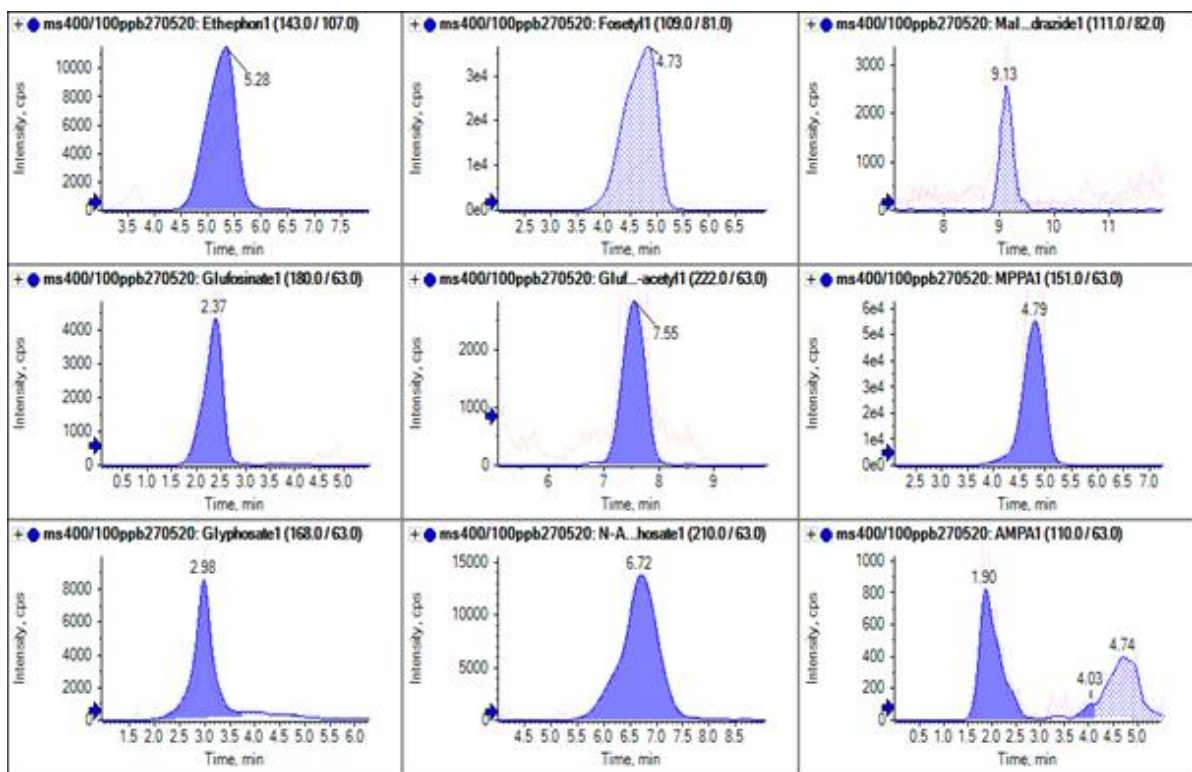 ms400/100ppb270520: Ethephon1 (143.0 / 107.0)
Intensity, cps
10000
8000
6000
4000
2000
0
5.28
3.5 4.0 4.5 5.0 5.5 6.0 6.5 7.0 7.5
Time, min
ms400/100ppb270520: Fosetyl1 (109.0 / 81.0)
Intensity, cps
3e4
2e4
1e4
0e0
4.73
2.5 3.0 3.5 4.0 4.5 5.0 5.5 6.0 6.5
Time, min
ms400/100ppb270520: Mal...drazide1 (111.0 / 82.0)
Intensity, cps
3000
2000
1000
0
9.13
8 9 10 11
Time, min
ms400/100ppb270520: Glufosinate1 (180.0 / 63.0)
Intensity, cps
4000
3000
2000
1000
0
2.37
0.5 1.0 1.5 2.0 2.5 3.0 3.5 4.0 4.5 5.0
Time, min
ms400/100ppb270520: Gluf...-acetyl1 (222.0 / 63.0)
Intensity, cps
2000
1000
0
7.55
6 7 8 9
Time, min
ms400/100ppb270520: MPPA1 (151.0 / 63.0)
Intensity, cps
6e4
5e4
4e4
3e4
2e4
1e4
0e0
4.79
2.5 3.0 3.5 4.0 4.5 5.0 5.5 6.0 6.5 7.0
Time, min
ms400/100ppb270520: Glyphosate1 (168.0 / 63.0)
Intensity, cps
8000
6000
4000
2000
0
2.98
1.5 2.0 2.5 3.0 3.5 4.0 4.5 5.0 5.5 6.0
Time, min
ms400/100ppb270520: N-A...hosate1 (210.0 / 63.0)
Intensity, cps
15000
10000
5000
0
6.72
4.5 5.0 5.5 6.0 6.5 7.0 7.5 8.0 8.5
Time, min
ms400/100ppb270520: AMPA1 (110.0 / 63.0)
Intensity, cps
1000
800
600
400
200
0
1.90
4.03
4.74
0.5 1.0 1.5 2.0 2.5 3.0 3.5 4.0 4.5 5.0
Time, min